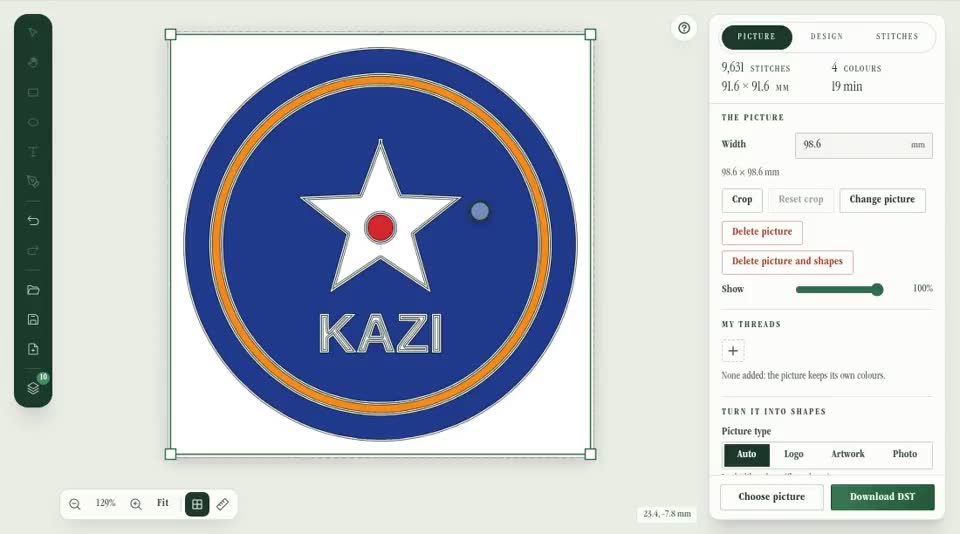 PICTURE DESIGN STITCHES
9,631 STITCHES 4 COLOURS
91.6 × 91.6 MM 19 min
THE PICTURE
Width 98.6 mm
98.6 × 98.6 mm
Crop Reset crop Change picture
Delete picture
Delete picture and shapes
Show 100%
MY THREADS
+
None added: the picture keeps its own colours.
TURN IT INTO SHAPES
Picture type
Auto Logo Artwork Photo
Choose picture Download DST
10
KAZI
129% Fit
23.4, -7.8 mm